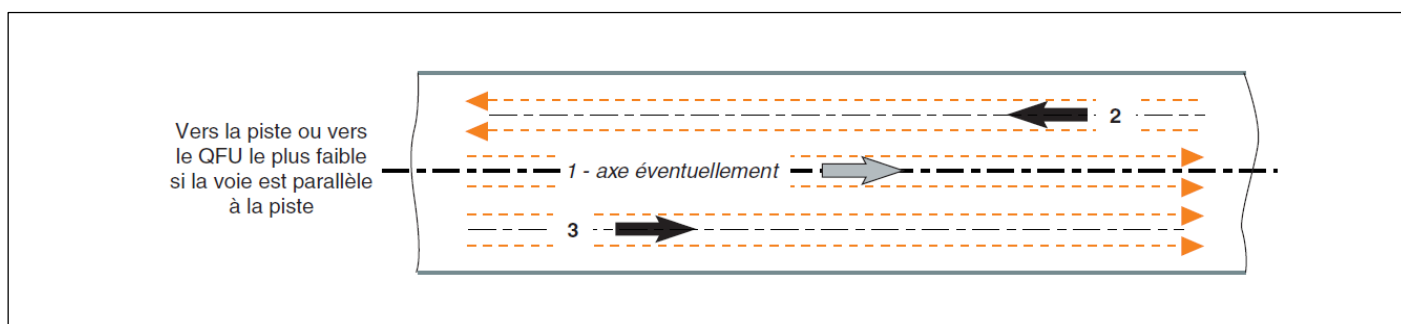 Vers la piste ou vers
le QFU le plus faible
si la voie est parallèle
à la piste
2
1 - axe éventuellement
3